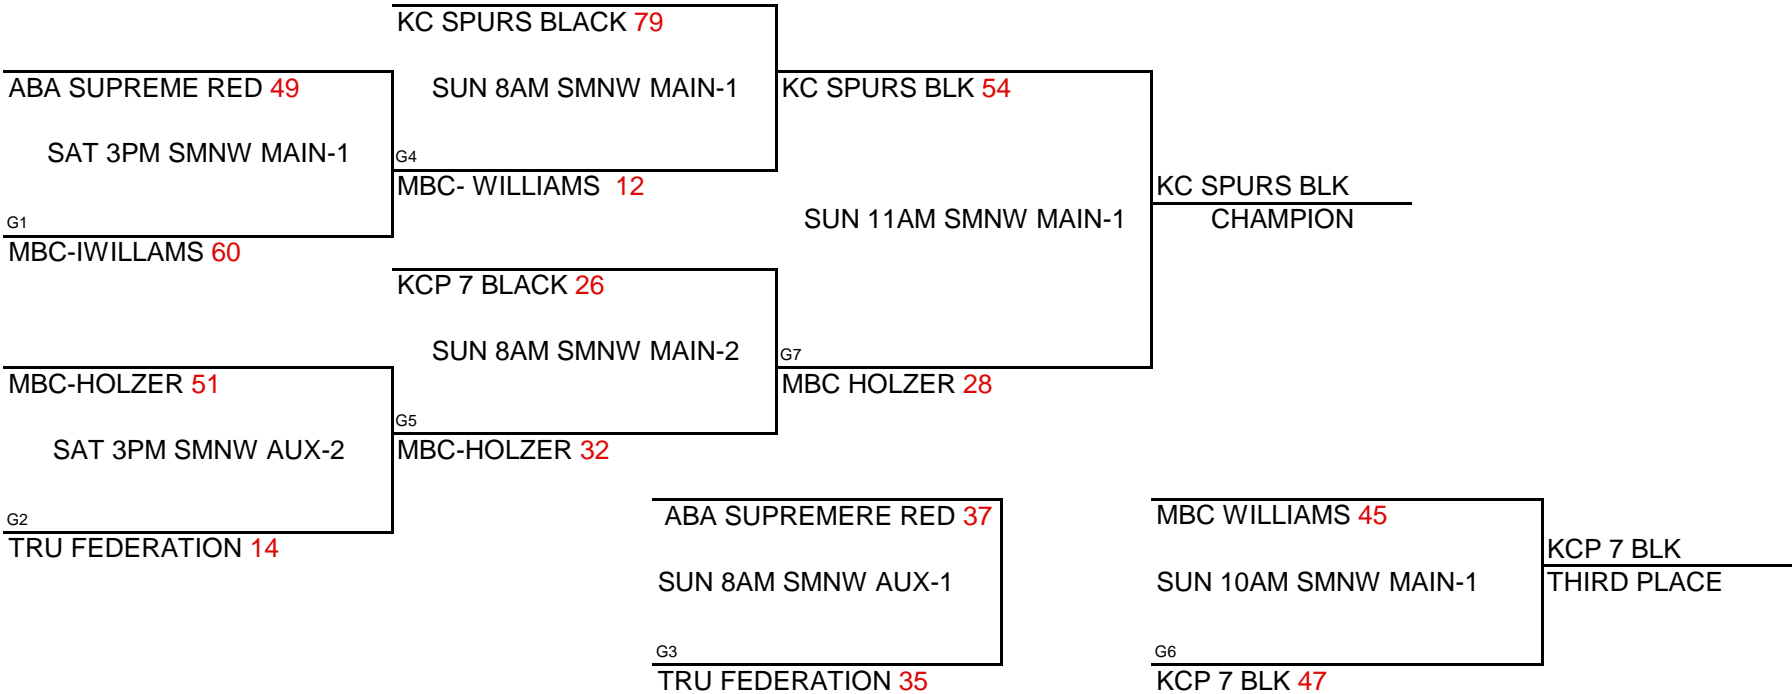 KC SPURS BLACK 79
ABA SUPREME RED 49
SUN 8AM SMNW MAIN-1
KC SPURS BLK 54
SAT 3PM SMNW MAIN-1
G4
MBC- WILLIAMS 12
KC SPURS BLK
G1
SUN 11AM SMNW MAIN-1
CHAMPION
MBC-IWILLAMS 60
KCP 7 BLACK 26
SUN 8AM SMNW MAIN-2
G7
MBC-HOLZER 51
MBC HOLZER 28
G5
SAT 3PM SMNW AUX-2
MBC-HOLZER 32
G2
ABA SUPREMERE RED 37
MBC WILLIAMS 45
TRU FEDERATION 14
KCP 7 BLK
SUN 8AM SMNW AUX-1
SUN 10AM SMNW MAIN-1
THIRD PLACE
G3
G6
TRU FEDERATION 35
KCP 7 BLK 47